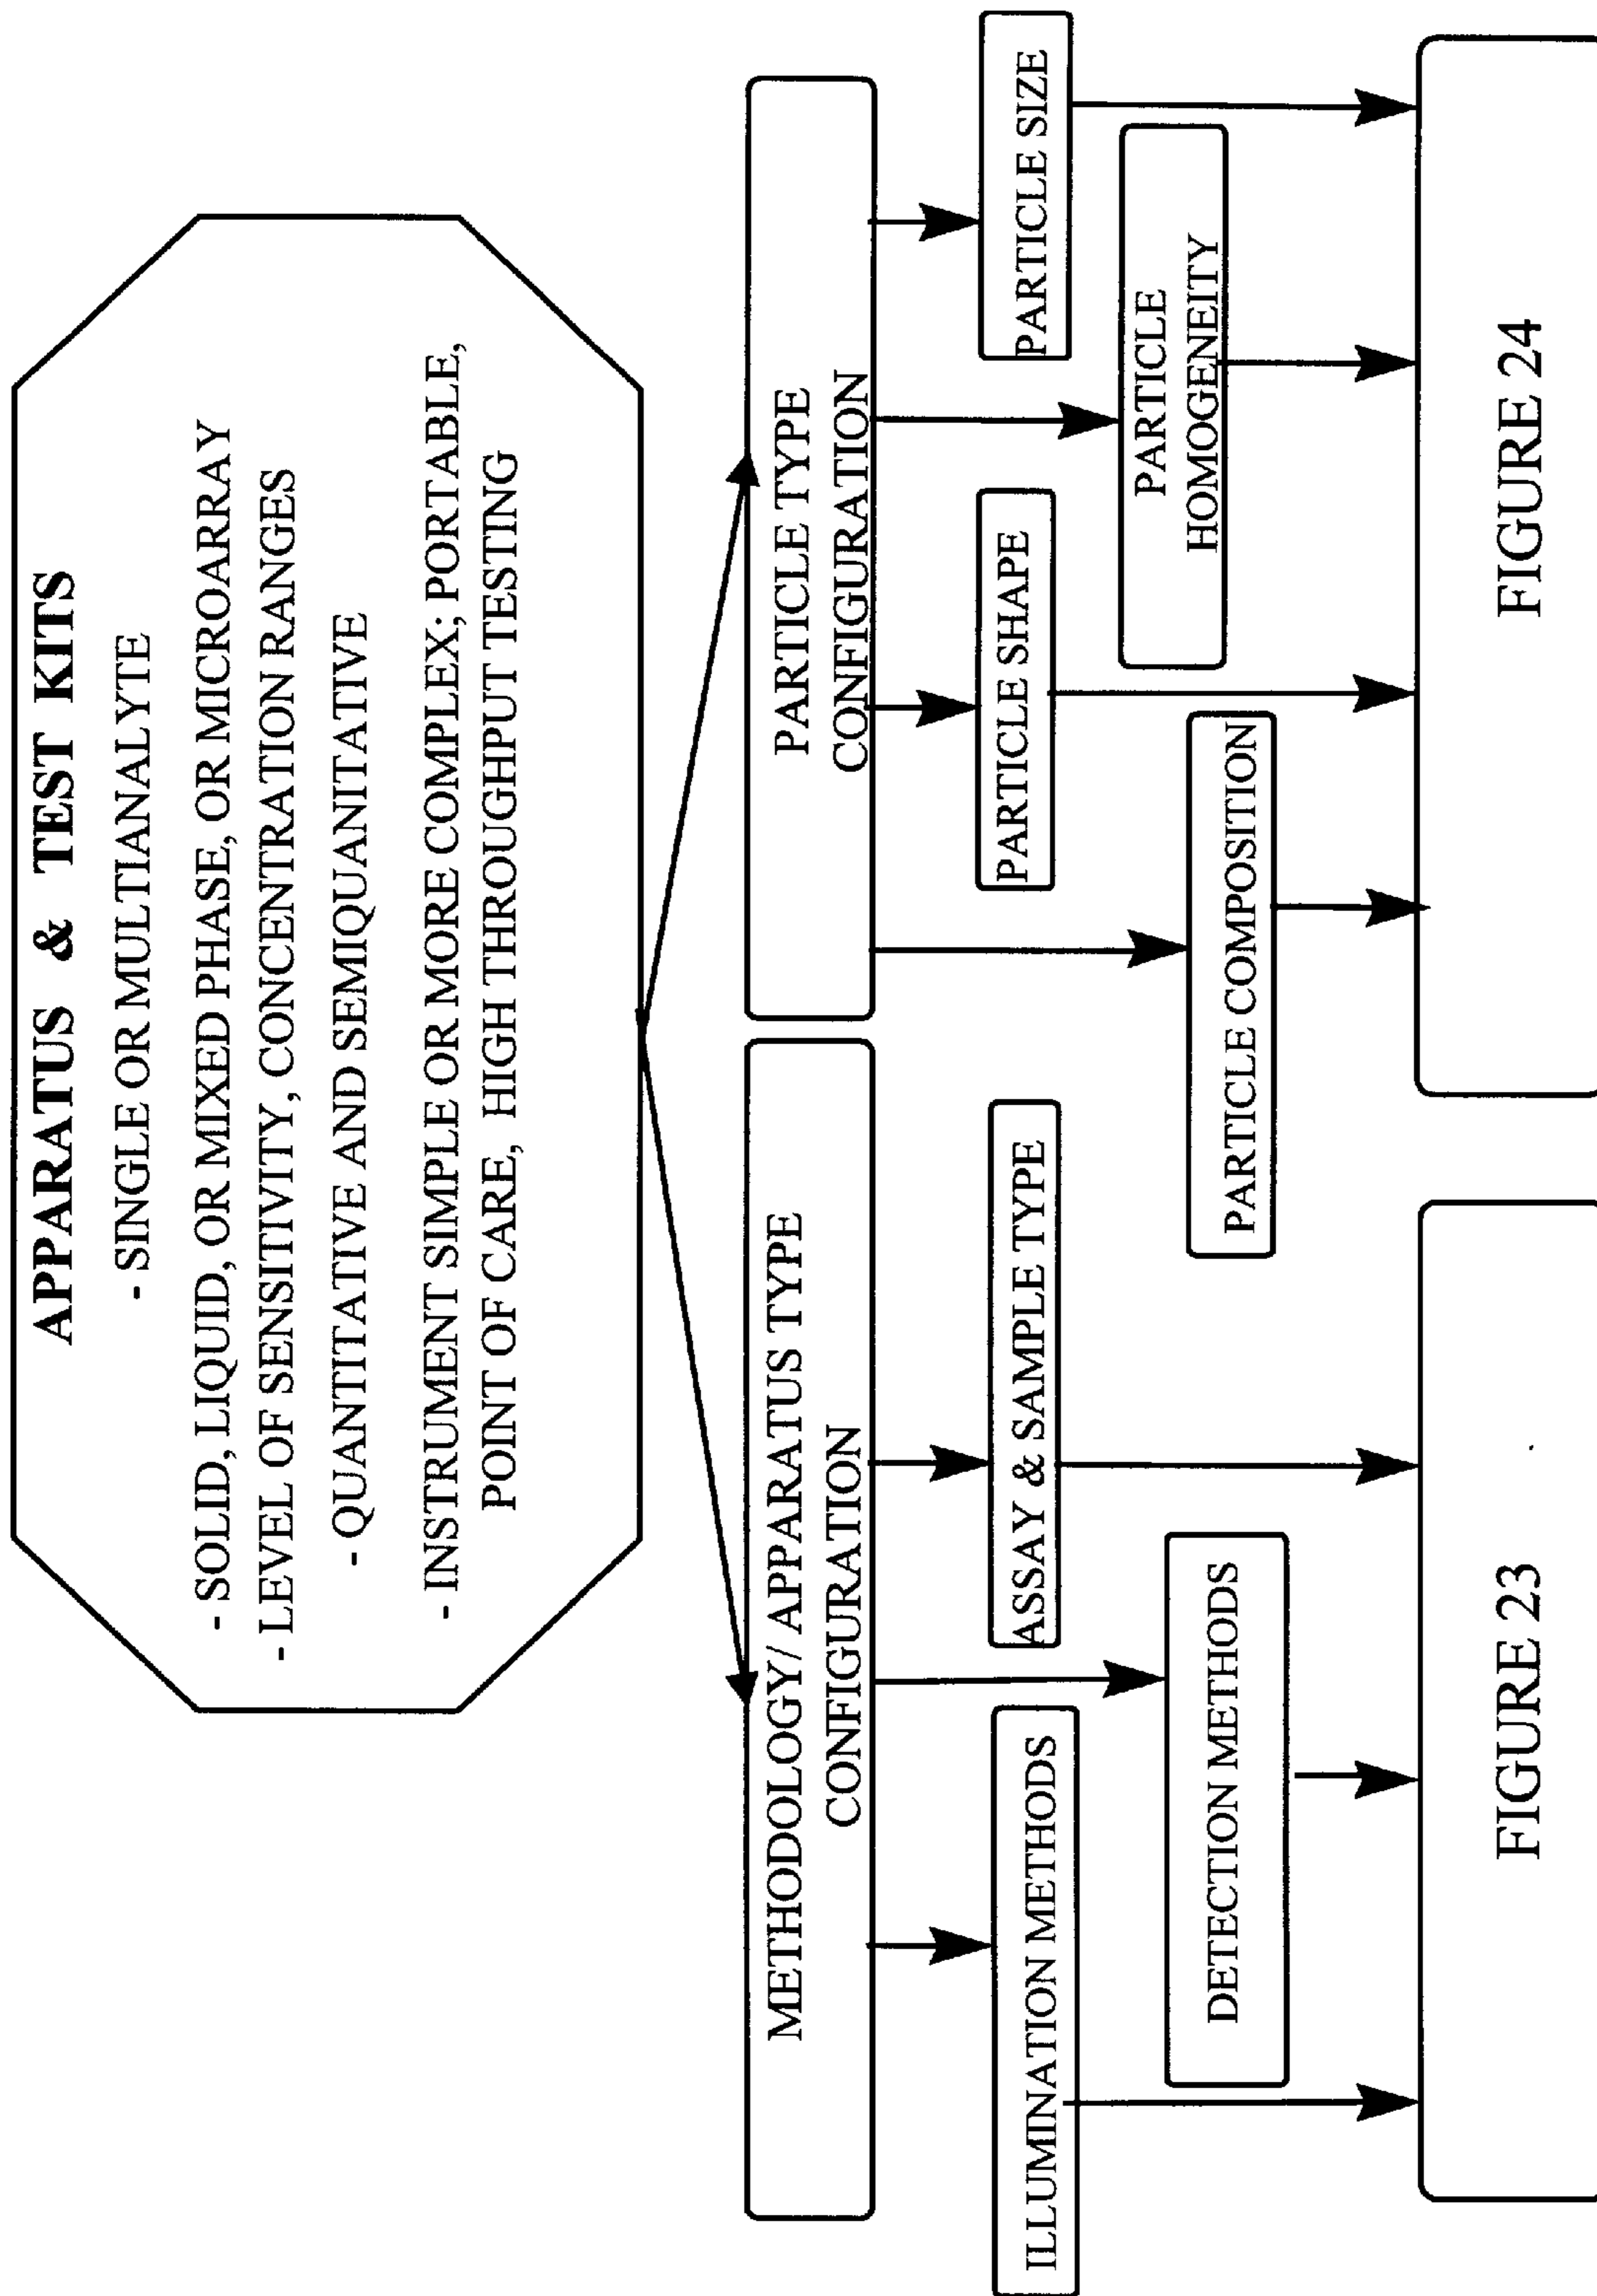 APPARATUS & TEST KITS
- SINGLE OR MULTIANALYTE
- SOLID, LIQUID, OR MIXED PHASE, OR MICROARRAY
- LEVEL OF SENSITIVITY, CONCENTRATION RANGES
- QUANTITATIVE AND SEMIQUANITATIVE
- INSTRUMENT SIMPLE OR MORE COMPLEX; PORTABLE,
POINT OF CARE, HIGH THROUGHPUT TESTING
METHODOLOGY/ APPARATUS TYPE
CONFIGURATION
PARTICLE TYPE
CONFIGURATION
ILLUMINATION METHODS
ASSAY & SAMPLE TYPE
DETECTION METHODS
PARTICLE SHAPE
PARTICLE SIZE
PARTICLE
HOMOGENEITY
PARTICLE COMPOSITION
FIGURE 23
FIGURE 24